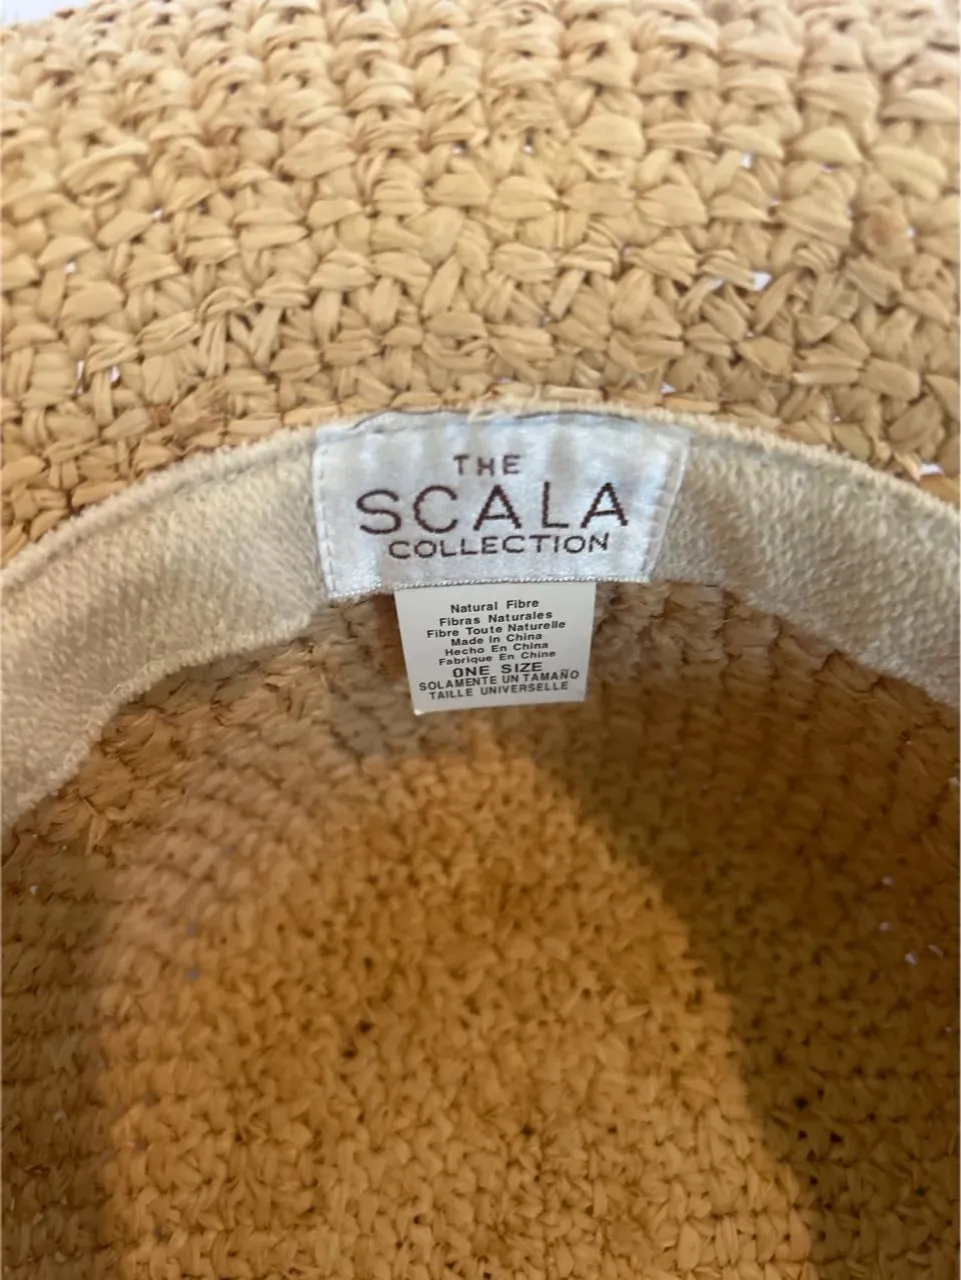 THE
SCALA
COLLECTION
Natural Fibre
Fibras Naturales
Fibre Toute Naturelle
Made In China
Hecho En China
Fabrique En Chine
ONE SIZE
SOLAMENTE UN TAMAÑO
TAILLE UNIVERSELLE